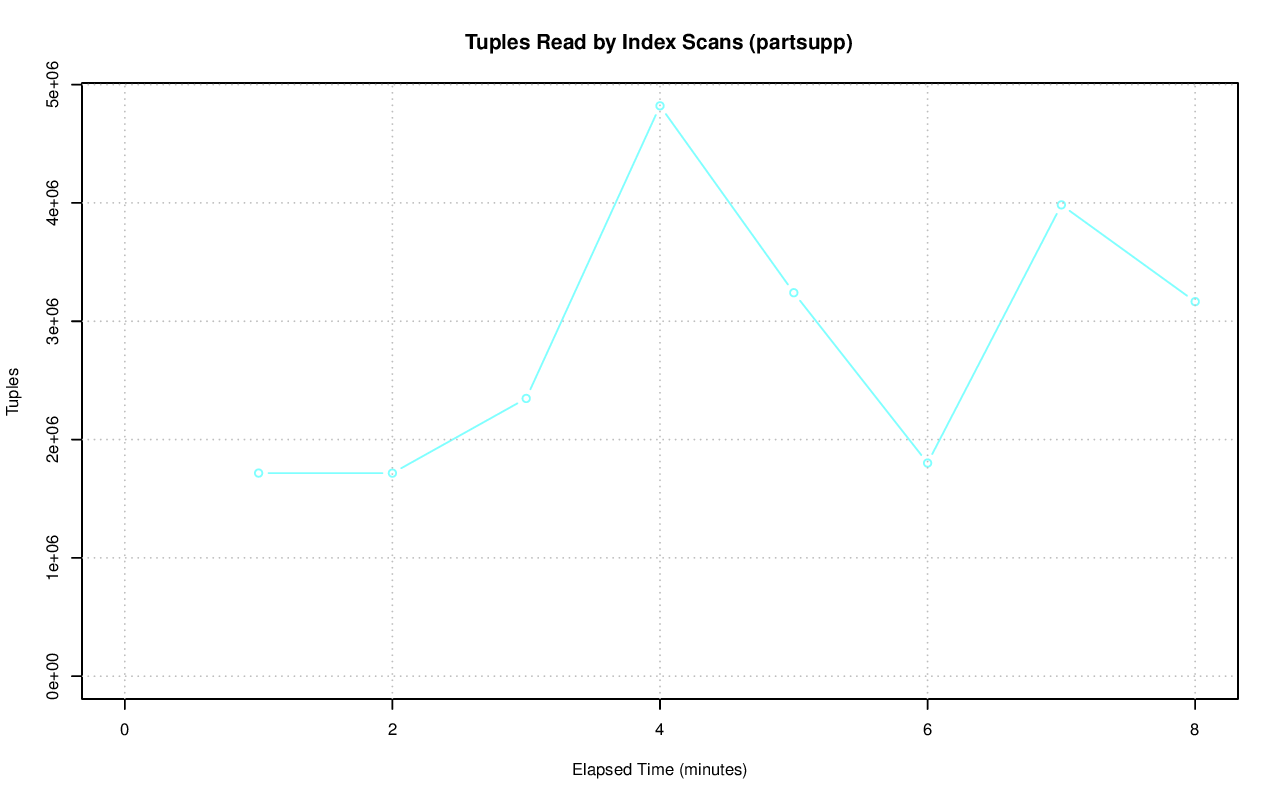 Tuples Read by Index Scans (partsupp)
5e+06
4e+06
3e+06
2e+06
1e+06
0e+00
Tuples
0 2 4 6 8
Elapsed Time (minutes)